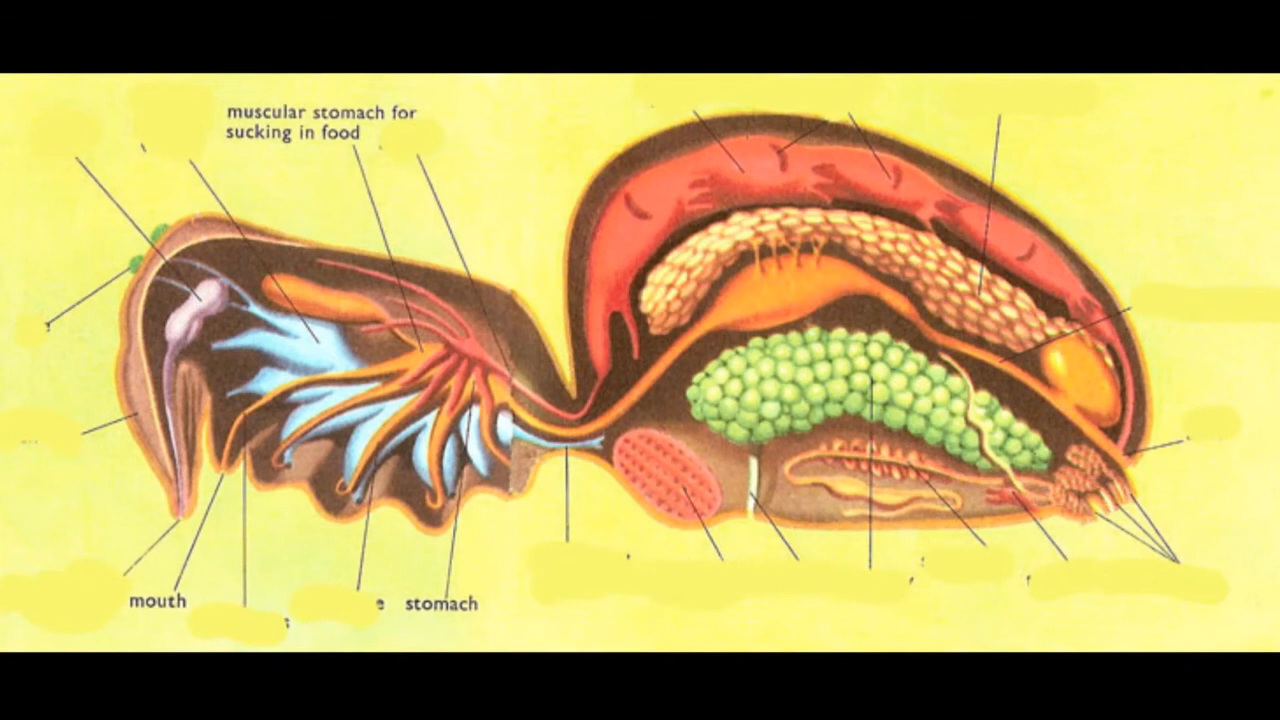 muscular stomach for
sucking in food
mouth
e stomach
s